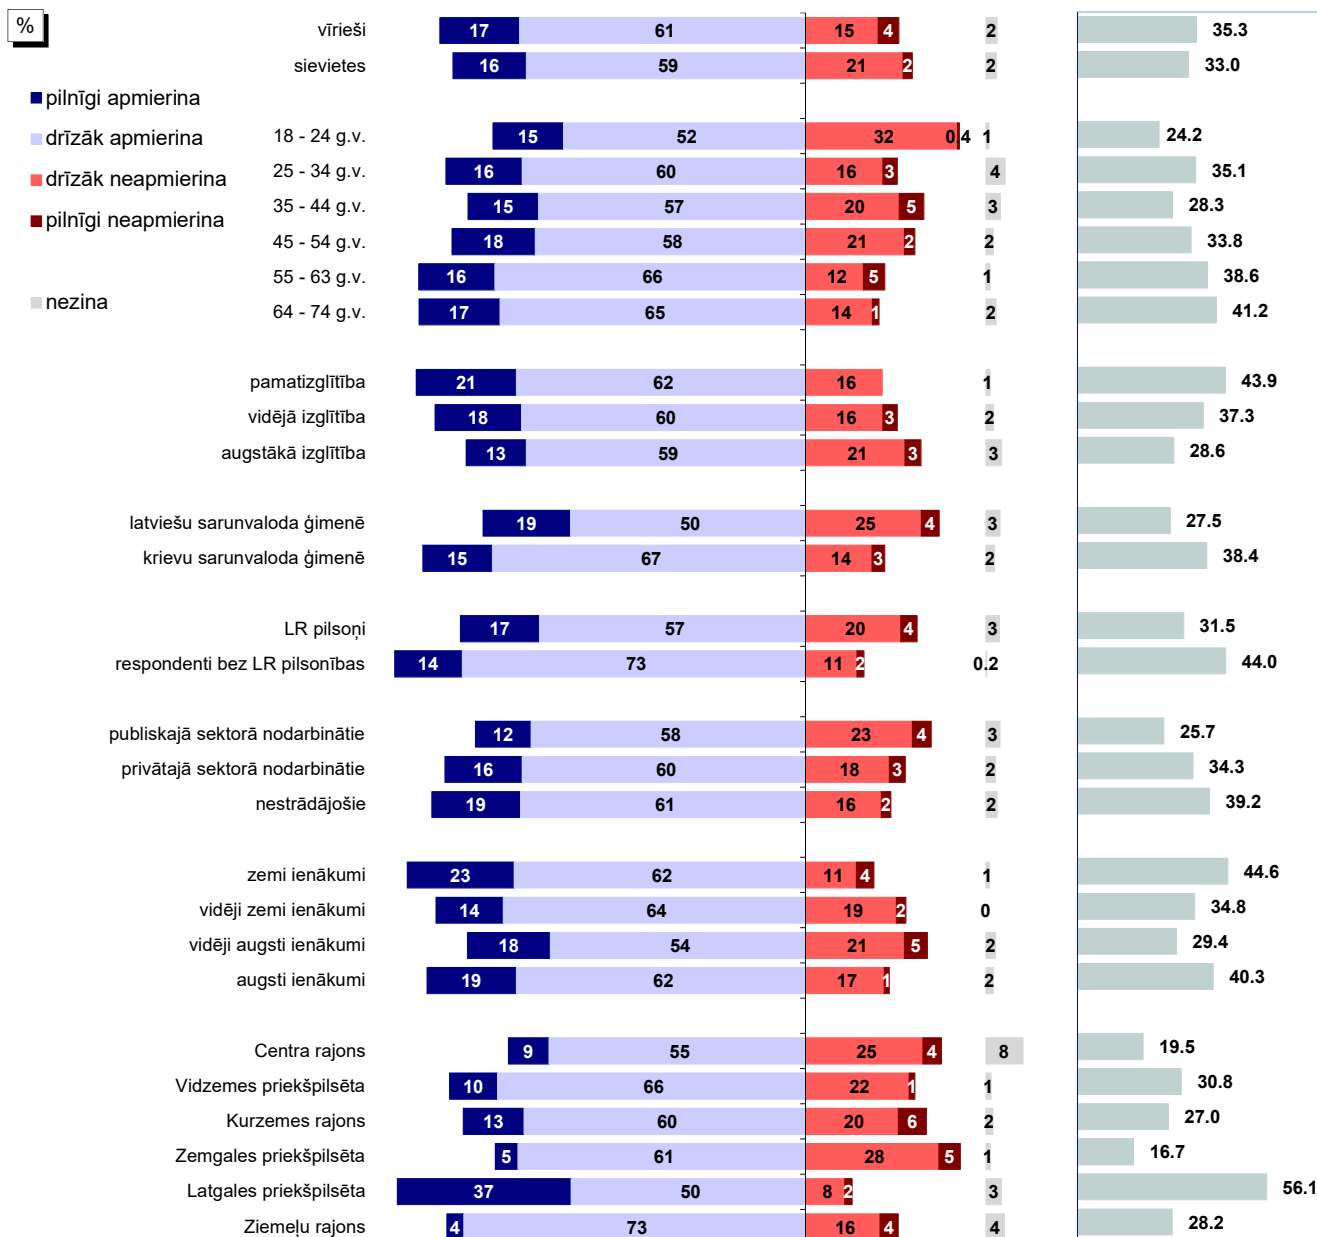 %
pilnīgi apmierina
drīzāk apmierina
drīzāk neapmierina
pilnīgi neapmierina
nezina
vīrieši 17 61 15 4 2 35.3
sievietes 16 59 21 2 2 33.0
18 - 24 g.v. 15 52 32 0.4 1 24.2
25 - 34 g.v. 16 60 16 3 4 35.1
35 - 44 g.v. 15 57 20 5 3 28.3
45 - 54 g.v. 18 58 21 2 2 33.8
55 - 63 g.v. 16 66 12 5 1 38.6
64 - 74 g.v. 17 65 14 1 2 41.2
pamatizglītība 21 62 16 1 43.9
vidējā izglītība 18 60 16 3 2 37.3
augstākā izglītība 13 59 21 3 3 28.6
latviešu sarunvaloda ģimenē 19 50 25 4 3 27.5
krievu sarunvaloda ģimenē 15 67 14 3 2 38.4
LR pilsoņi 17 57 20 4 3 31.5
respondenti bez LR pilsonības 14 73 11 2 0.2 44.0
publiskajā sektorā nodarbinātie 12 58 23 4 3 25.7
privātajā sektorā nodarbinātie 16 60 18 3 2 34.3
nestrādājošie 19 61 16 2 2 39.2
zemi ienākumi 23 62 11 4 1 44.6
vidēji zemi ienākumi 14 64 19 2 0 34.8
vidēji augsti ienākumi 18 54 21 5 2 29.4
augsti ienākumi 19 62 17 1 2 40.3
Centra rajons 9 55 25 4 8 19.5
Vidzemes priekšpilsēta 10 66 22 1 1 30.8
Kurzemes rajons 13 60 20 6 2 27.0
Zemgales priekšpilsēta 5 61 28 5 1 16.7
Latgales priekšpilsēta 37 50 8 2 3 56.1
Ziemeļu rajons 4 73 16 4 4 28.2